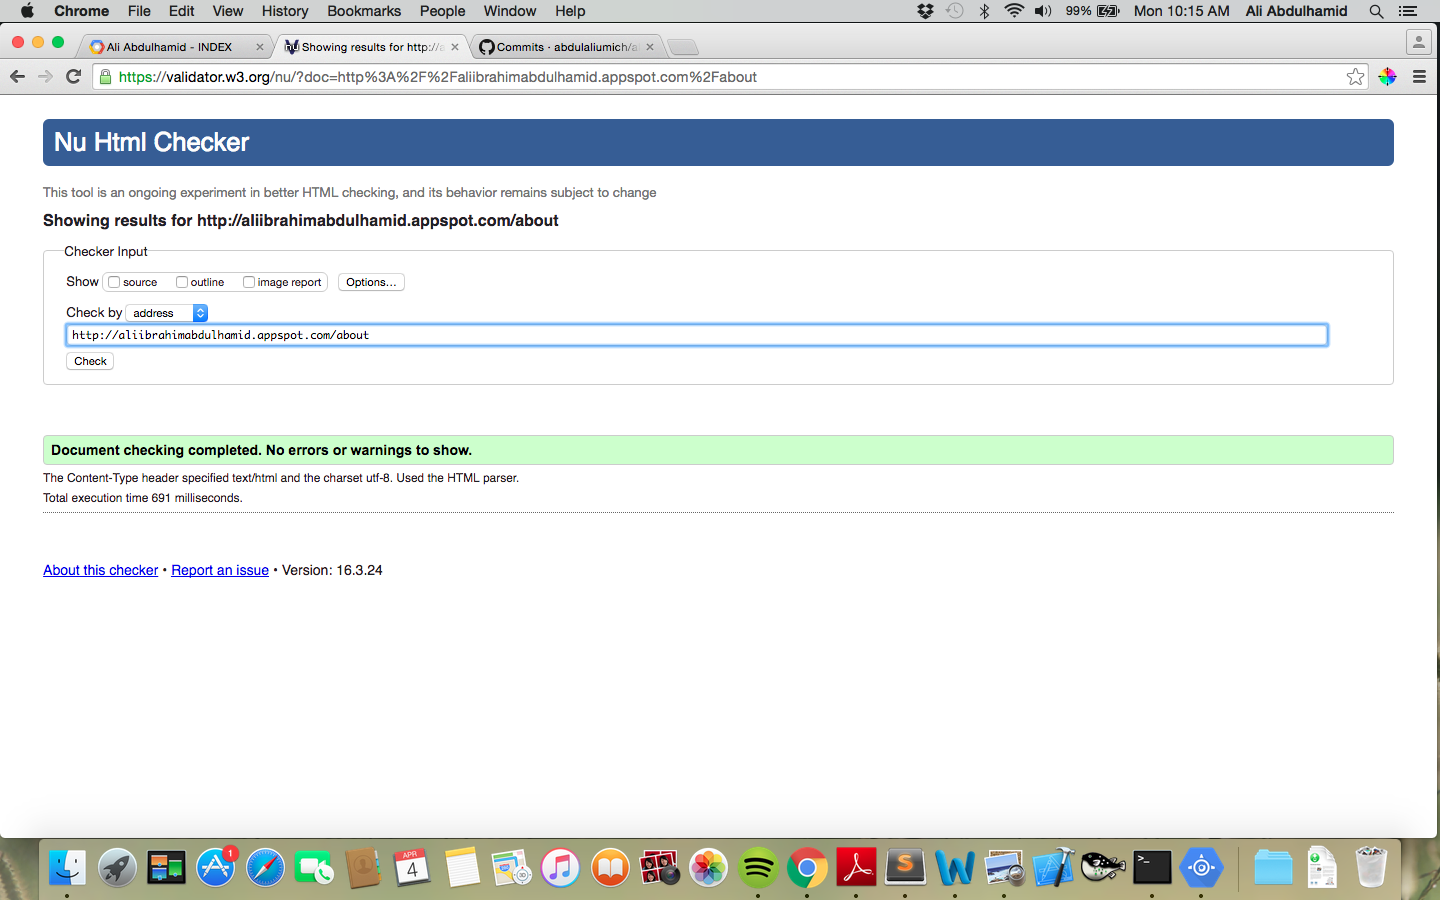 Chrome File Edit View History Bookmarks People Window Help 99% Mon 10:15 AM Ali Abdulhamid
Ali Abdulhamid - INDEX Showing results for http://a Commits · abdulaliumich/al
https://validator.w3.org/nu/?doc=http%3A%2F%2Faliibrahimabdulhamid.appspot.com%2Fabout
Nu Html Checker
This tool is an ongoing experiment in better HTML checking, and its behavior remains subject to change
Showing results for http://aliibrahimabdulhamid.appspot.com/about
Checker Input
Show source outline image report Options...
Check by address
http://aliibrahimabdulhamid.appspot.com/about
Check
Document checking completed. No errors or warnings to show.
The Content-Type header specified text/html and the charset utf-8. Used the HTML parser.
Total execution time 691 milliseconds.
About this checker • Report an issue • Version: 16.3.24
1
APR
4